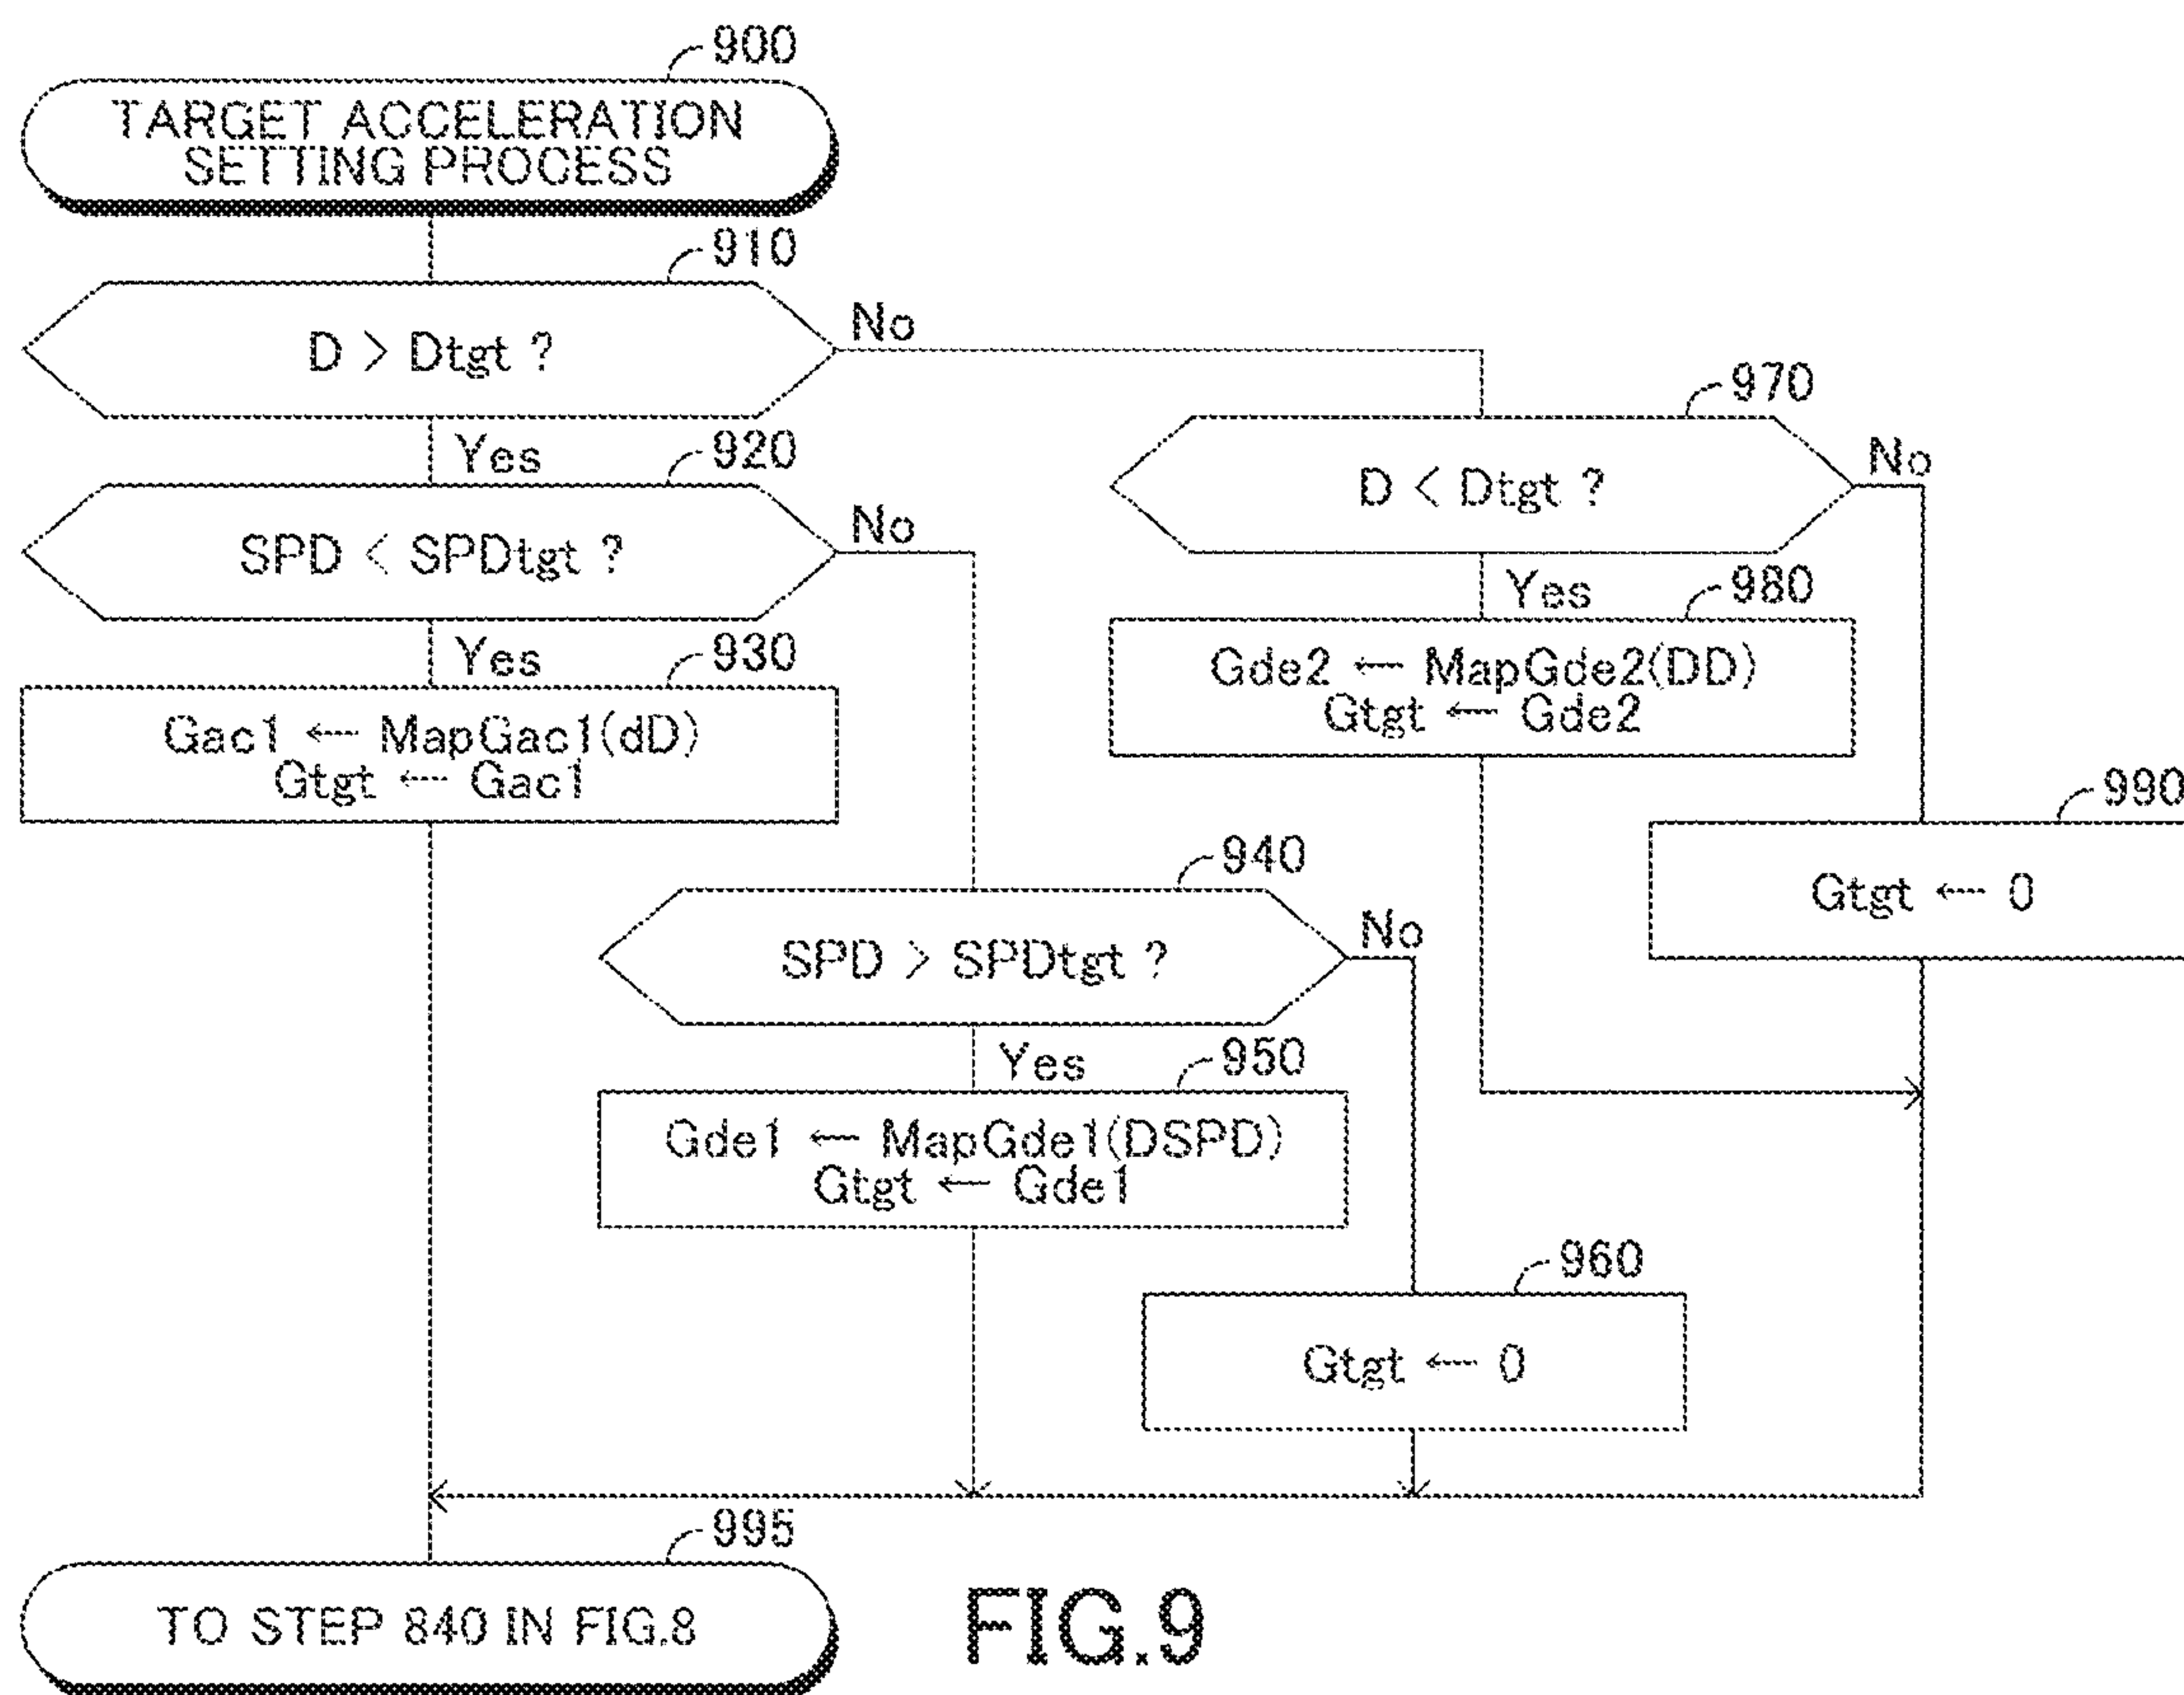 900
TARGET ACCELERATION
SETTING PROCESS
910
D > Dtgt ?
No
Yes
920
SPD < SPDtgt ?
No
Yes
930
Gac1 ← MapGac1(dD)
Gtgt ← Gac1
940
SPD > SPDtgt ?
No
Yes
950
Gde1 ← MapGde1(DSPD)
Gtgt ← Gde1
960
Gtgt ← 0
970
D < Dtgt ?
No
Yes
980
Gde2 ← MapGde2(DD)
Gtgt ← Gde2
990
Gtgt ← 0
995
TO STEP 840 IN FIG.8
FIG.9